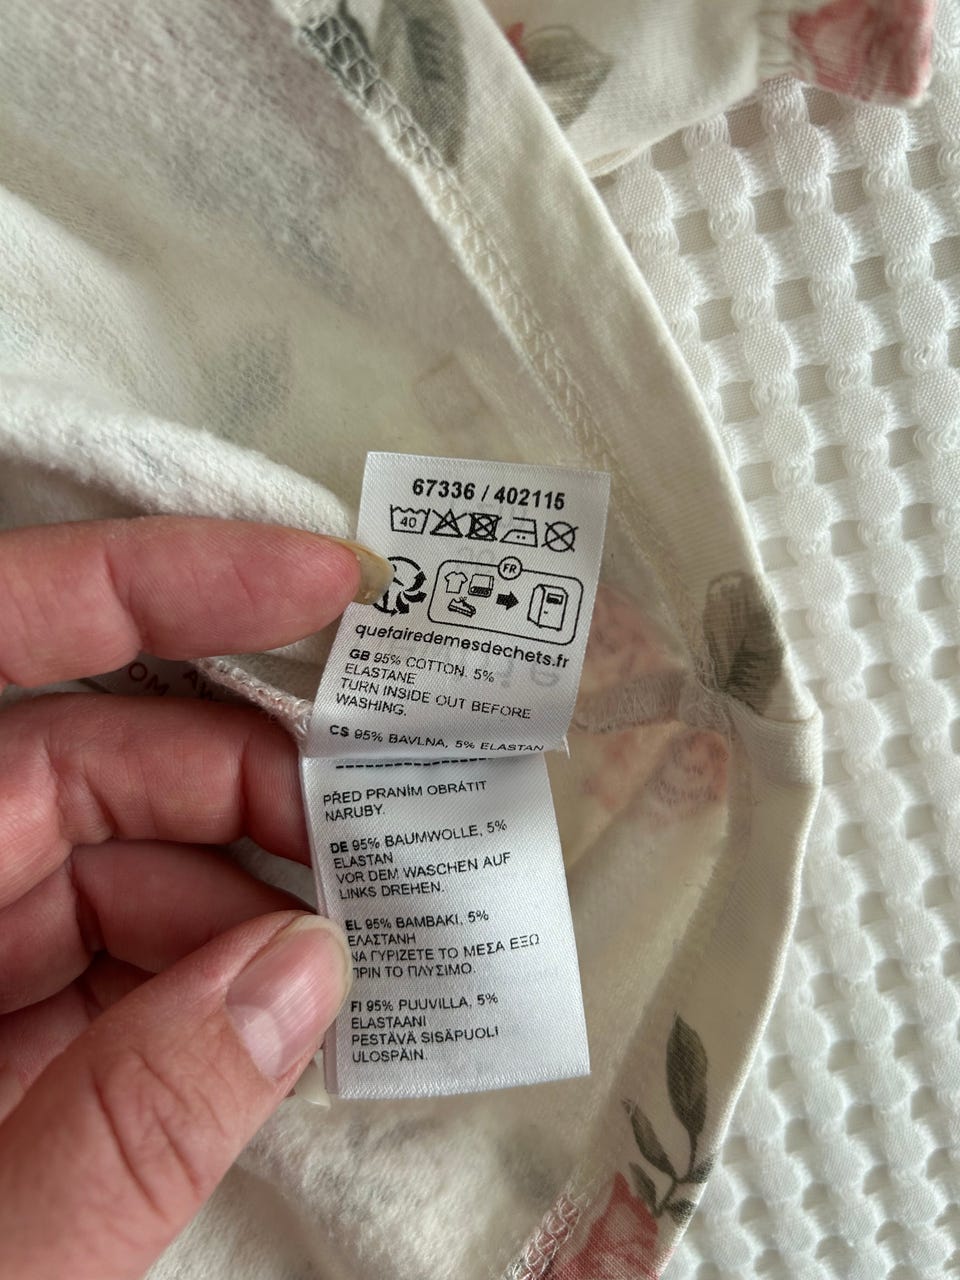 67336 / 402115
40
FR
quefairedemesdechets.fr
GB 95% COTTON. 5%
ELASTANE
TURN INSIDE OUT BEFORE
WASHING.
CS 95% BAVLNA, 5% ELASTAN
PŘED PRANÍM OBRÁTIT
NARUBY.
DE 95% BAUMWOLLE, 5%
ELASTAN
VOR DEM WASCHEN AUF
LINKS DREHEN.
EL 95% ΒΑΜΒΑΚΙ, 5%
ΕΛΑΣΤΑΝΗ
ΝΑ ΓΥΡΙΖΕΤΕ ΤΟ ΜΕΣΑ ΕΞΩ
ΠΡΙΝ ΤΟ ΠΛΥΣΙΜΟ.
FI 95% PUUVILLA, 5%
ELASTAANI
PESTÄVÄ SISÄPUOLI
ULOSPÄIN.